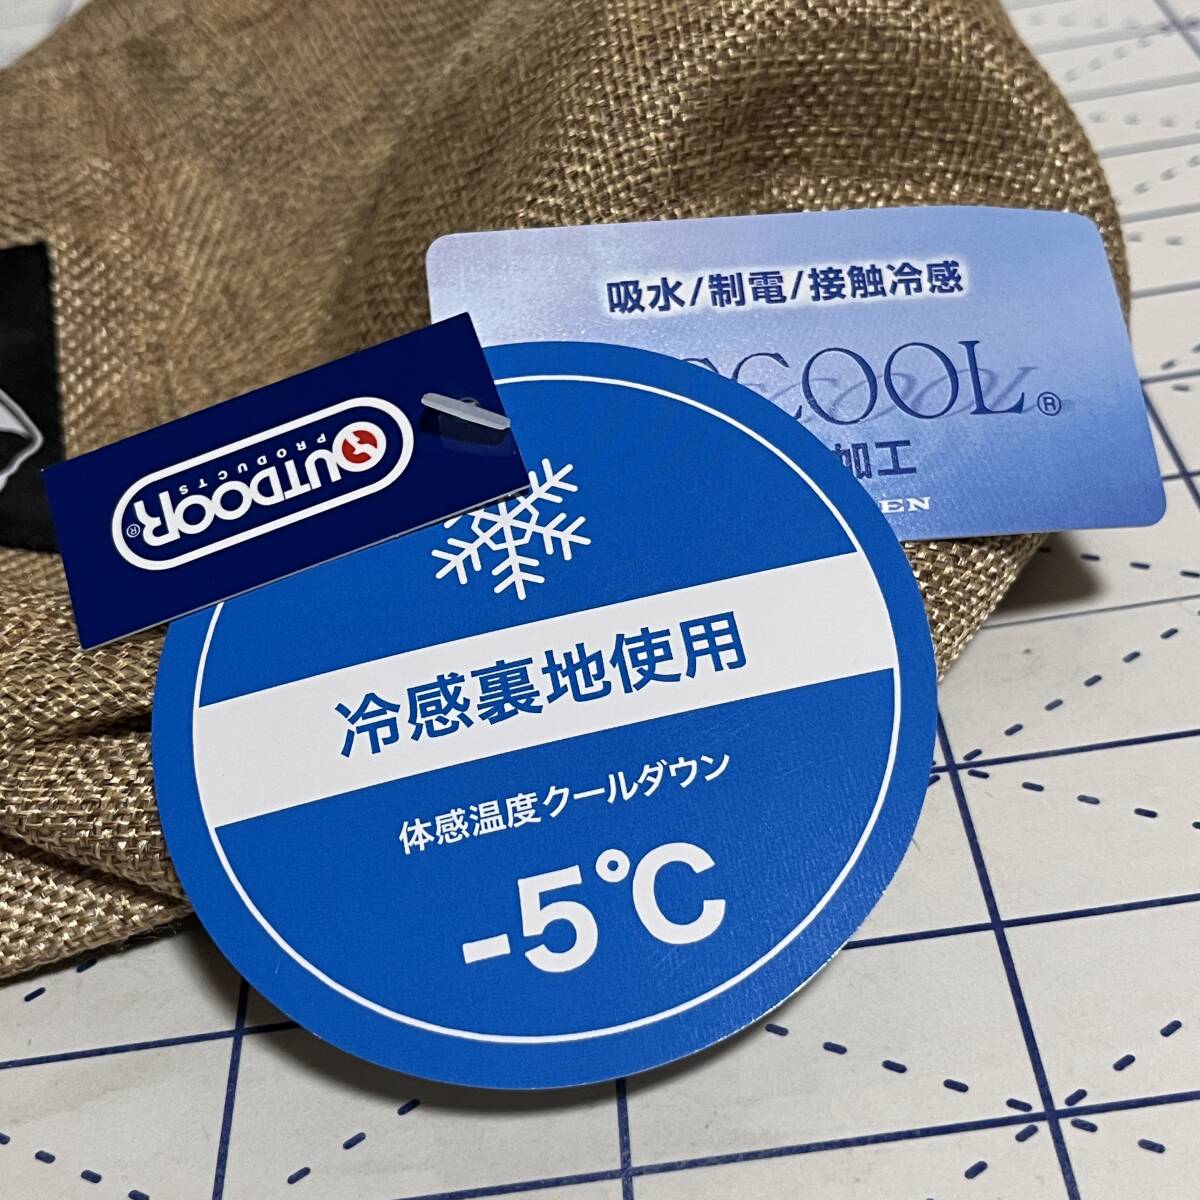 吸水/制電/接触冷感
COOL®
加工
EN
OUTDOOR®
PRODUCTS
冷感裏地使用
体感温度クールダウン
-5℃